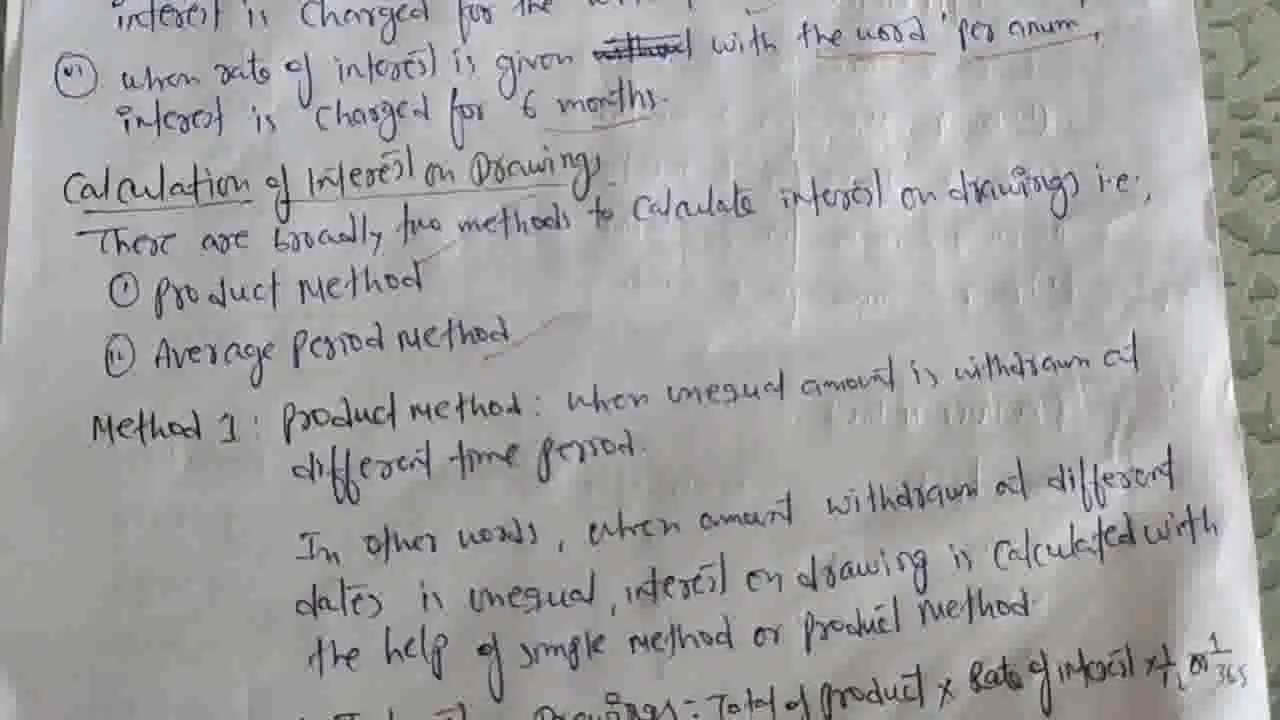 interest is charged for the
(vi) when rate of interest is given with the word 'per anum,
interest is charged for 6 months.
Calculation of Interest on Drawings
There are broadly two methods to calculate interest on drawings i.e.,
(i) Product Method
(ii) Average Period Method
Method 1: Product method: when unequal amount is withdrawn at
different time period.
In other words, when amount withdrawn at different
dates is unequal, interest on drawing is calculated with
the help of simple method or product method.
Drawings = Total of product x Rate of interest x 1/12 or 1/365